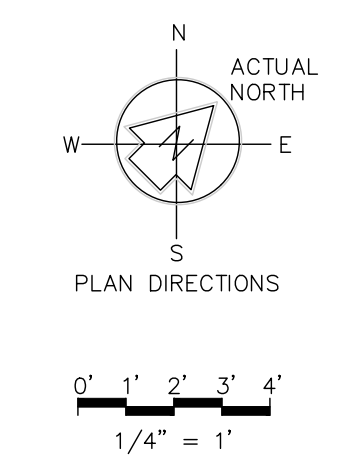 N
ACTUAL
NORTH
W E
S
PLAN DIRECTIONS
0' 1' 2' 3' 4'
1/4" = 1'